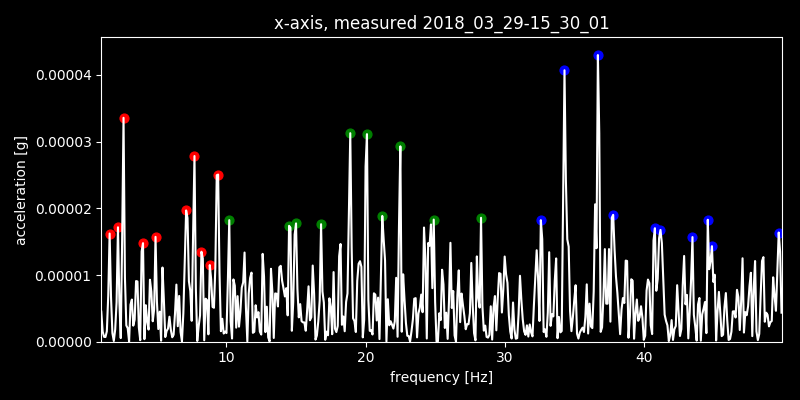 x-axis, measured 2018_03_29-15_30_01
acceleration [g]
0.00004
0.00003
0.00002
0.00001
0.00000
10 20 30 40
frequency [Hz]